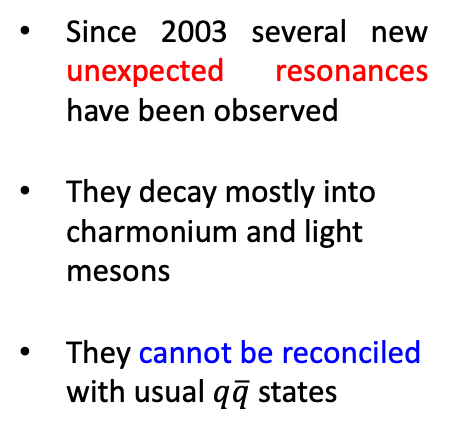 • Since 2003 several new
unexpected resonances
have been observed
• They decay mostly into
charmonium and light
mesons
• They cannot be reconciled
with usual qq̄ states